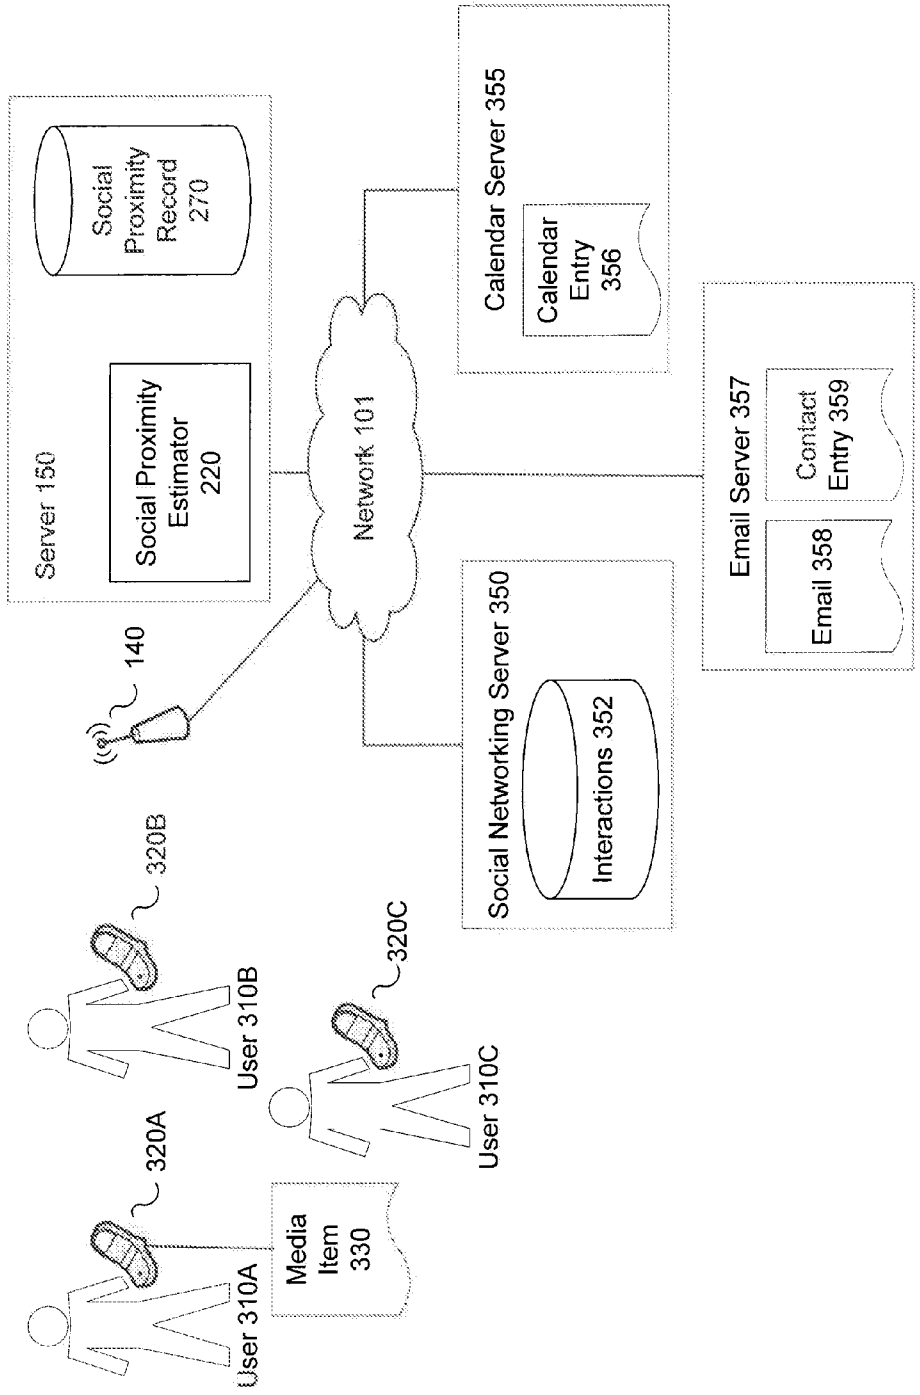 User 310A
320A
Media
Item
330
User 310B
320B
User 310C
320C
140
Server 150
Social Proximity
Estimator
220
Social
Proximity
Record
270
Network 101
Social Networking Server 350
Interactions 352
Calendar Server 355
Calendar
Entry
356
Email Server 357
Email 358
Contact
Entry 359